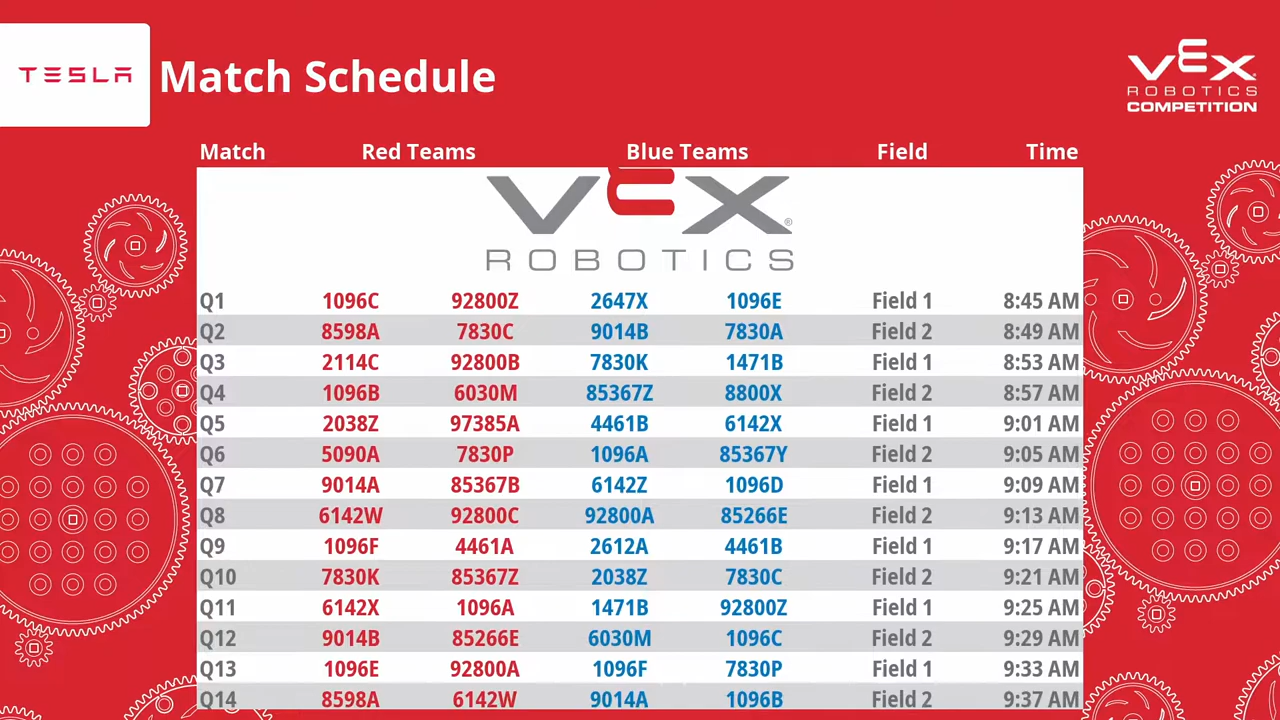 TESLA Match Schedule
VEX
ROBOTICS
COMPETITION
Match Red Teams Blue Teams Field Time
VEX®
ROBOTICS
Q1 1096C 92800Z 2647X 1096E Field 1 8:45 AM
Q2 8598A 7830C 9014B 7830A Field 2 8:49 AM
Q3 2114C 92800B 7830K 1471B Field 1 8:53 AM
Q4 1096B 6030M 85367Z 8800X Field 2 8:57 AM
Q5 2038Z 97385A 4461B 6142X Field 1 9:01 AM
Q6 5090A 7830P 1096A 85367Y Field 2 9:05 AM
Q7 9014A 85367B 6142Z 1096D Field 1 9:09 AM
Q8 6142W 92800C 92800A 85266E Field 2 9:13 AM
Q9 1096F 4461A 2612A 4461B Field 1 9:17 AM
Q10 7830K 85367Z 2038Z 7830C Field 2 9:21 AM
Q11 6142X 1096A 1471B 92800Z Field 1 9:25 AM
Q12 9014B 85266E 6030M 1096C Field 2 9:29 AM
Q13 1096E 92800A 1096F 7830P Field 1 9:33 AM
Q14 8598A 6142W 9014A 1096B Field 2 9:37 AM